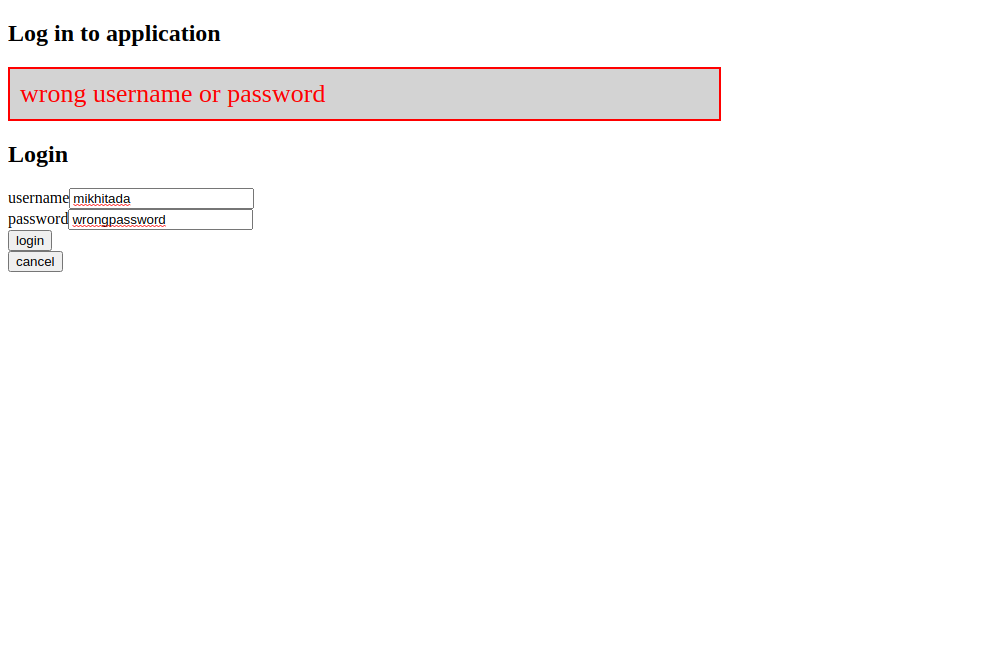 Log in to application
wrong username or password
Login
username mikhitada
password wrongpassword
login
cancel